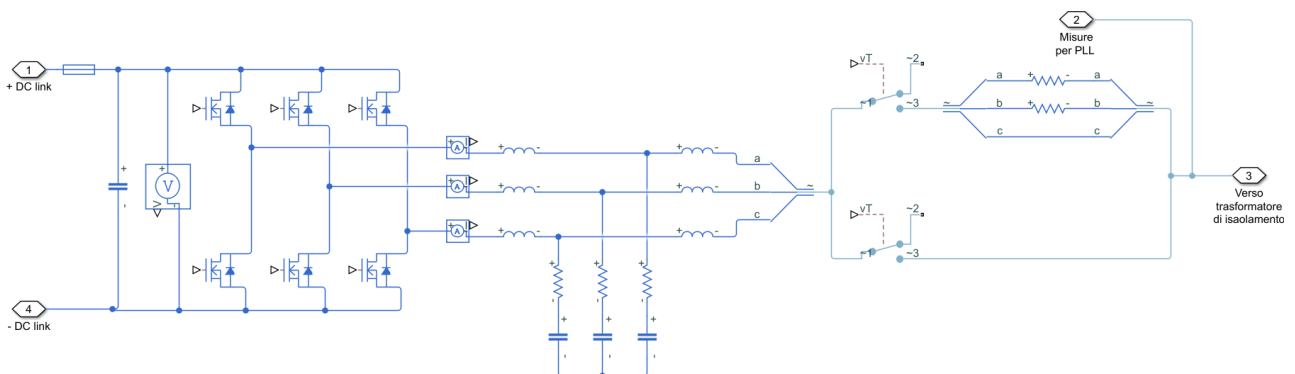 1
+ DC link
4
- DC link
+
-
+
V
V
-
A
I
A
I
A
I
+ -
+ -
+ -
+ -
+ -
+ -
+
-
+
-
+
-
+
-
+
-
+
-
a
b
c
~
vT
~2
~1
~3
vT
~2
~1
~3
~
a + - a
b + - b
c c
~
2
Misure
per PLL
3
Verso
trasformatore
di isaolamento